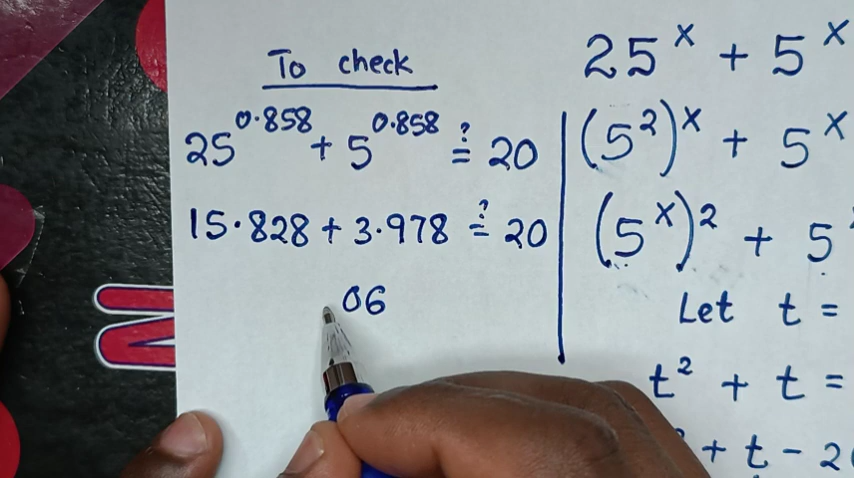 To check
25^0.858 + 5^0.858 ≟ 20
15.828 + 3.978 ≟ 20
06
25^x + 5^x
(5^2)^x + 5^x
(5^x)^2 + 5
Let t =
t^2 + t =
+ t - 2